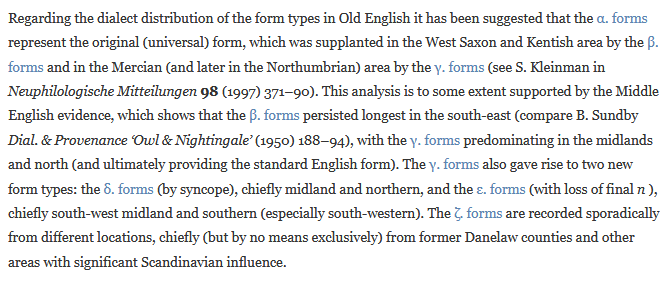 Regarding the dialect distribution of the form types in Old English it has been suggested that the α. forms
represent the original (universal) form, which was supplanted in the West Saxon and Kentish area by the β.
forms and in the Mercian (and later in the Northumbrian) area by the γ. forms (see S. Kleinman in
Neuphilologische Mitteilungen 98 (1997) 371–90). This analysis is to some extent supported by the Middle
English evidence, which shows that the β. forms persisted longest in the south-east (compare B. Sundby
Dial. & Provenance ‘Owl & Nightingale’ (1950) 188–94), with the γ. forms predominating in the midlands
and north (and ultimately providing the standard English form). The γ. forms also gave rise to two new
form types: the δ. forms (by syncope), chiefly midland and northern, and the ε. forms (with loss of final n ),
chiefly south-west midland and southern (especially south-western). The ζ. forms are recorded sporadically
from different locations, chiefly (but by no means exclusively) from former Danelaw counties and other
areas with significant Scandinavian influence.